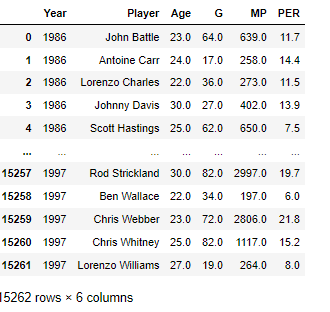 Year Player Age G MP PER
0 1986 John Battle 23.0 64.0 639.0 11.7
1 1986 Antoine Carr 24.0 17.0 258.0 14.4
2 1986 Lorenzo Charles 22.0 36.0 273.0 11.5
3 1986 Johnny Davis 30.0 27.0 402.0 13.9
4 1986 Scott Hastings 25.0 62.0 650.0 7.5
... ... ... ... ... ... ...
15257 1997 Rod Strickland 30.0 82.0 2997.0 19.7
15258 1997 Ben Wallace 22.0 34.0 197.0 6.0
15259 1997 Chris Webber 23.0 72.0 2806.0 21.8
15260 1997 Chris Whitney 25.0 82.0 1117.0 15.2
15261 1997 Lorenzo Williams 27.0 19.0 264.0 8.0
15262 rows × 6 columns